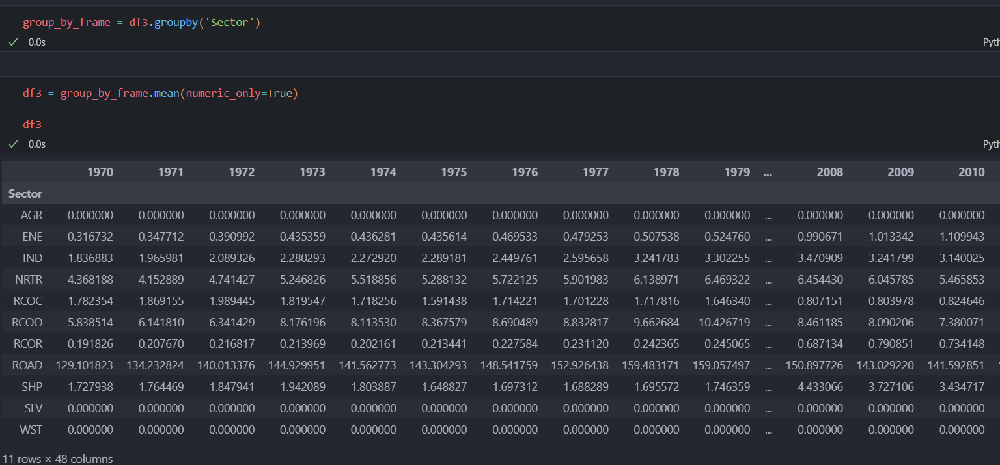 group_by_frame = df3.groupby('Sector')
0.0s Pyth
df3 = group_by_frame.mean(numeric_only=True)
df3
0.0s Pyth
1970 1971 1972 1973 1974 1975 1976 1977 1978 1979 ... 2008 2009 2010
Sector
AGR 0.000000 0.000000 0.000000 0.000000 0.000000 0.000000 0.000000 0.000000 0.000000 0.000000 ... 0.000000 0.000000 0.000000
ENE 0.316732 0.347712 0.390992 0.435359 0.436281 0.435614 0.469533 0.479253 0.507538 0.524760 ... 0.990671 1.013342 1.109943
IND 1.836883 1.965981 2.089326 2.280293 2.272920 2.289181 2.449761 2.595658 3.241783 3.302255 ... 3.470909 3.241799 3.140025
NRTR 4.368188 4.152889 4.741427 5.246826 5.518856 5.288132 5.722125 5.901983 6.138971 6.469322 ... 6.454430 6.045785 5.465853
RCOC 1.782354 1.869155 1.989445 1.819547 1.718256 1.591438 1.714221 1.701228 1.717816 1.646340 ... 0.807151 0.803978 0.824646
RCOO 5.838514 6.141810 6.341429 8.176196 8.113530 8.367579 8.690489 8.832817 9.662684 10.426719 ... 8.461185 8.090206 7.380071
RCOR 0.191826 0.207670 0.216817 0.213969 0.202161 0.213441 0.227584 0.231120 0.242365 0.245065 ... 0.687134 0.790851 0.734148
ROAD 129.101823 134.232824 140.013376 144.929951 141.562773 143.304293 148.541759 152.926438 159.483171 159.057497 ... 150.897726 143.029220 141.592851
SHP 1.727938 1.764469 1.847941 1.942089 1.803887 1.648827 1.697312 1.688289 1.695572 1.746359 ... 4.433066 3.727106 3.434717
SLV 0.000000 0.000000 0.000000 0.000000 0.000000 0.000000 0.000000 0.000000 0.000000 0.000000 ... 0.000000 0.000000 0.000000
WST 0.000000 0.000000 0.000000 0.000000 0.000000 0.000000 0.000000 0.000000 0.000000 0.000000 ... 0.000000 0.000000 0.000000
11 rows × 48 columns